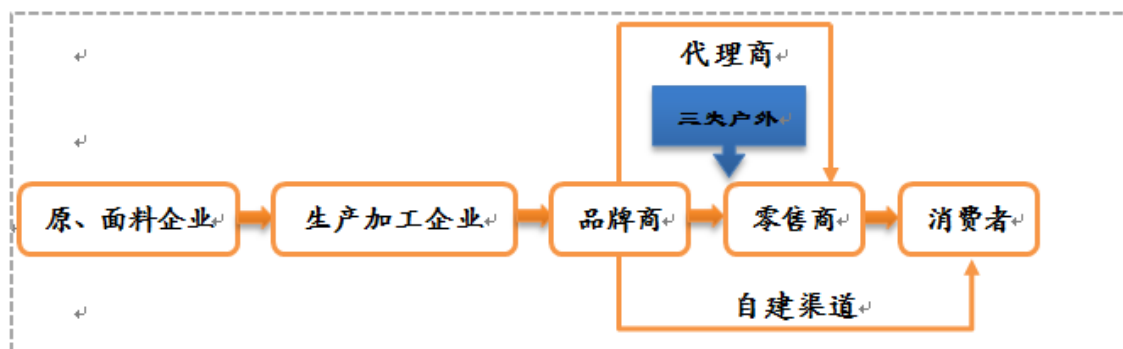 代理商
三夫户外
原、面料企业
生产加工企业
品牌商
零售商
消费者
自建渠道